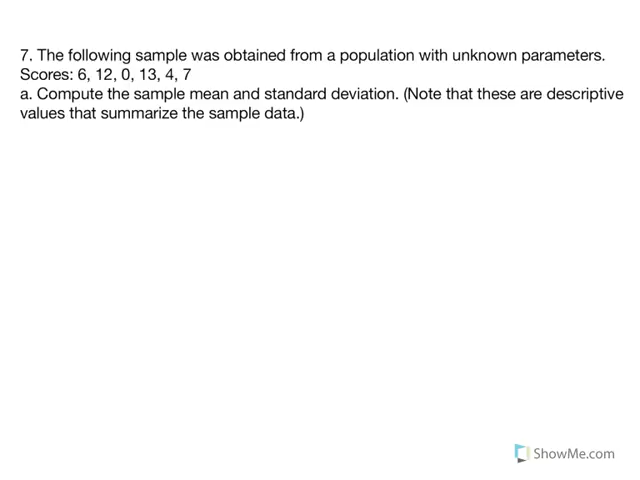 7. The following sample was obtained from a population with unknown parameters.
Scores: 6, 12, 0, 13, 4, 7
a. Compute the sample mean and standard deviation. (Note that these are descriptive
values that summarize the sample data.)
ShowMe.com